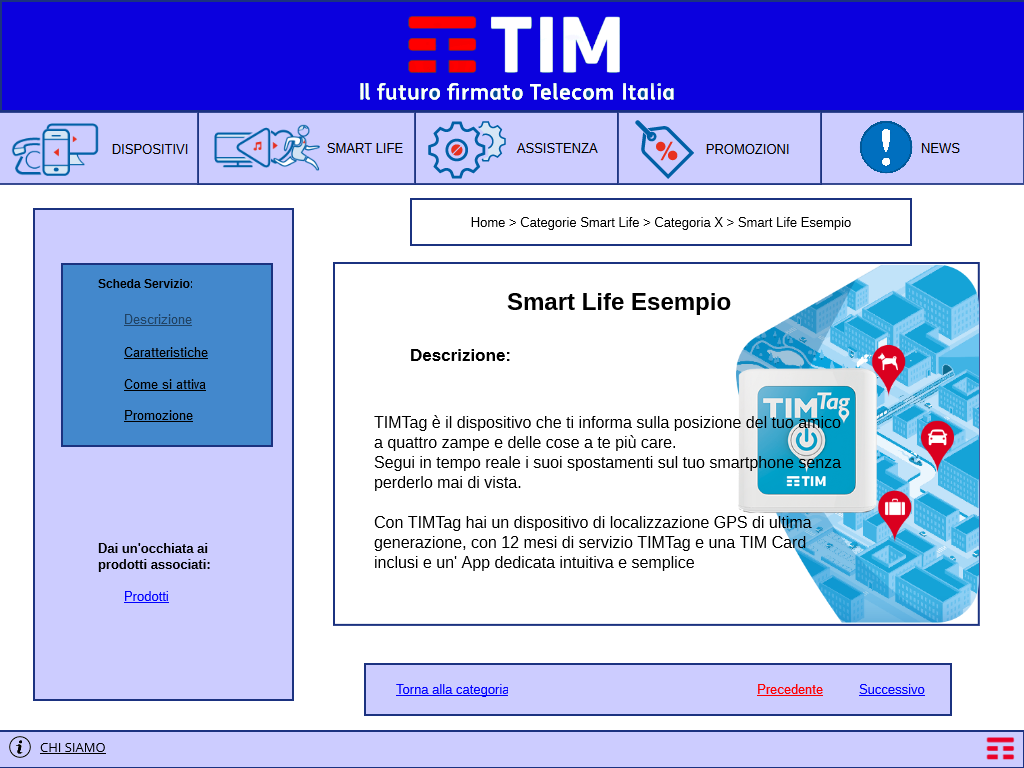 TIM
Il futuro firmato Telecom Italia
DISPOSITIVI
SMART LIFE
ASSISTENZA
PROMOZIONI
NEWS
Home > Categorie Smart Life > Categoria X > Smart Life Esempio
Scheda Servizio:
Descrizione
Caratteristiche
Come si attiva
Promozione
Dai un'occhiata ai
prodotti associati:
Prodotti
Smart Life Esempio
Descrizione:
TIMTag
TIMTag è il dispositivo che ti informa sulla posizione del tuo amico
a quattro zampe e delle cose a te più care.
Segui in tempo reale i suoi spostamenti sul tuo smartphone senza
perderlo mai di vista.
TIM
Con TIMTag hai un dispositivo di localizzazione GPS di ultima
generazione, con 12 mesi di servizio TIMTag e una TIM Card
inclusi e un' App dedicata intuitiva e semplice
Torna alla categoria
Precedente
Successivo
CHI SIAMO